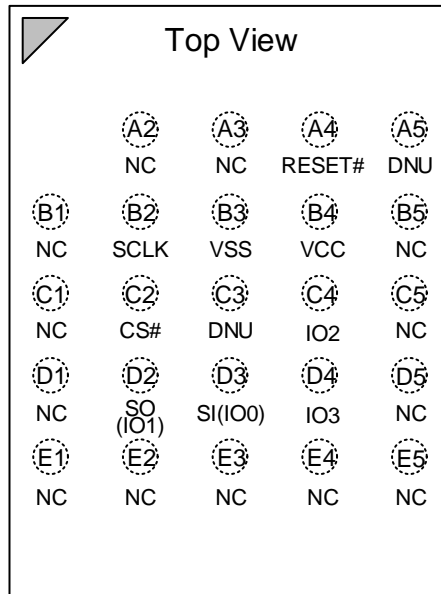 Top View
A2 A3 A4 A5
NC NC RESET# DNU
B1 B2 B3 B4 B5
NC SCLK VSS VCC NC
C1 C2 C3 C4 C5
NC CS# DNU IO2 NC
D1 D2 D3 D4 D5
NC SO SI(IO0) IO3 NC
(IO1)
E1 E2 E3 E4 E5
NC NC NC NC NC